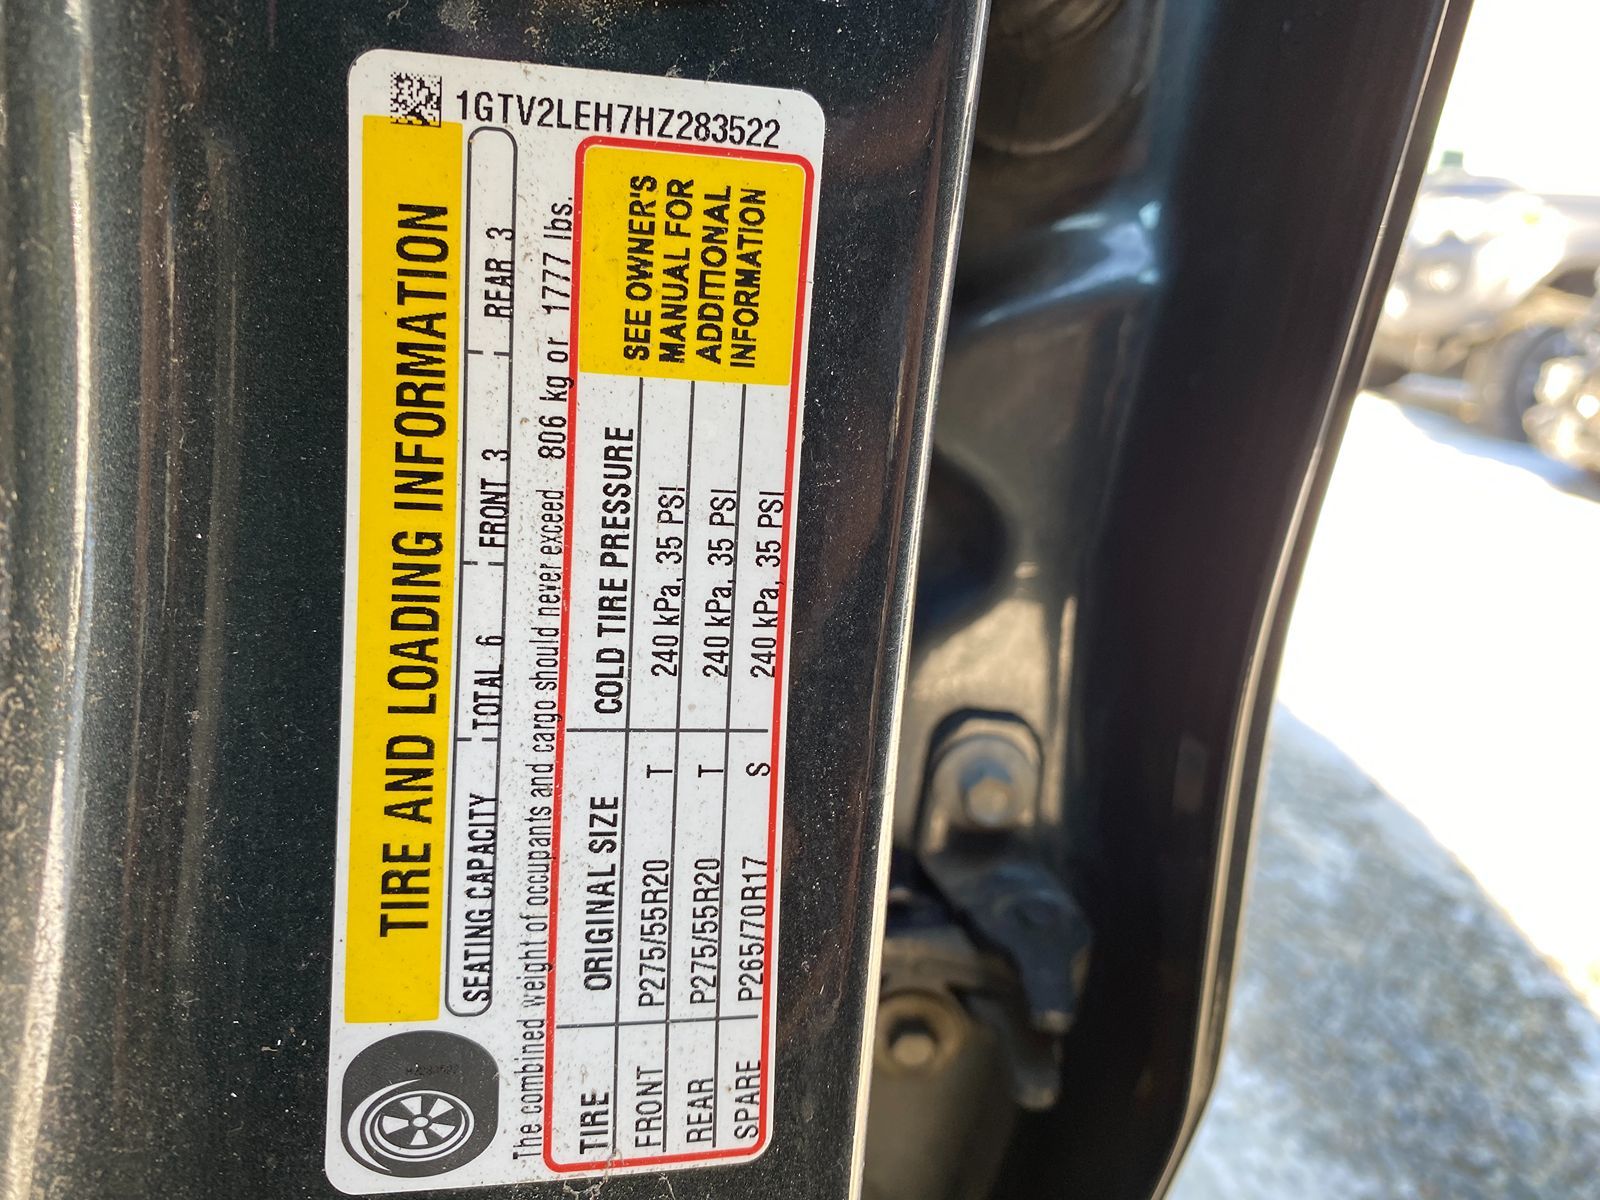 1GTV2LEH7HZ283522
TIRE AND LOADING INFORMATION
SEATING CAPACITY TOTAL 6 FRONT 3 REAR 3
The combined weight of occupants and cargo should never exceed 806 kg or 1777 lbs.
TIRE ORIGINAL SIZE COLD TIRE PRESSURE
FRONT P275/55R20 T 240 kPa, 35 PSI
REAR P275/55R20 T 240 kPa, 35 PSI
SPARE P265/70R17 S 240 kPa, 35 PSI
SEE OWNER'S
MANUAL FOR
ADDITIONAL
INFORMATION
HZ283522